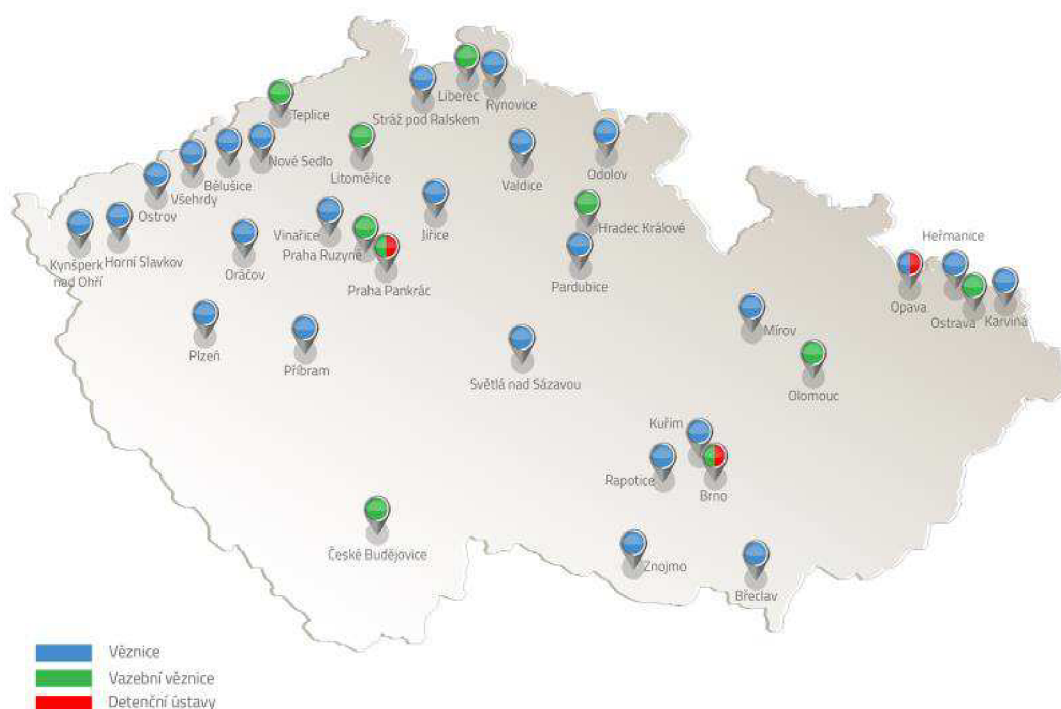 Liberec
Rynovice
Teplice
Stráž pod Ralskem
Nové Sedlo
Litoměřice
Bělušice
Všehrdy
Ostrov
Valdice
Odolov
Hradec Králové
Vinařice
Jiřice
Praha Ruzyně
Heřmanice
Kynšperk
nad Ohří
Horní Slavkov
Oráčov
Praha Pankrác
Pardubice
Opava
Ostrava
Karviná
Mírov
Plzeň
Příbram
Světlá nad Sázavou
Olomouc
Kuřim
Rapotice
Brno
České Budějovice
Znojmo
Břeclav
Věznice
Vazební věznice
Detenční ústavy